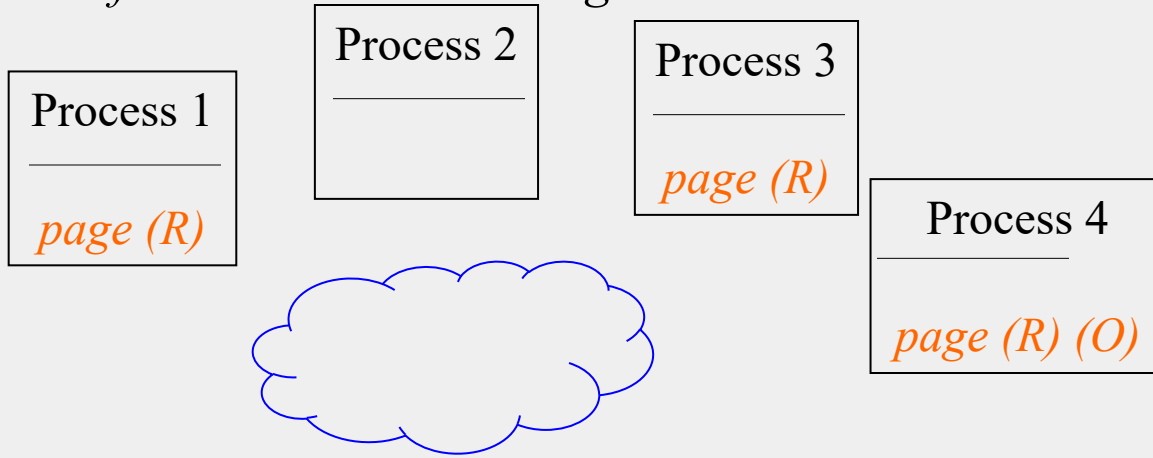 Process 1
page (R)
Process 2
Process 3
page (R)
Process 4
page (R) (O)